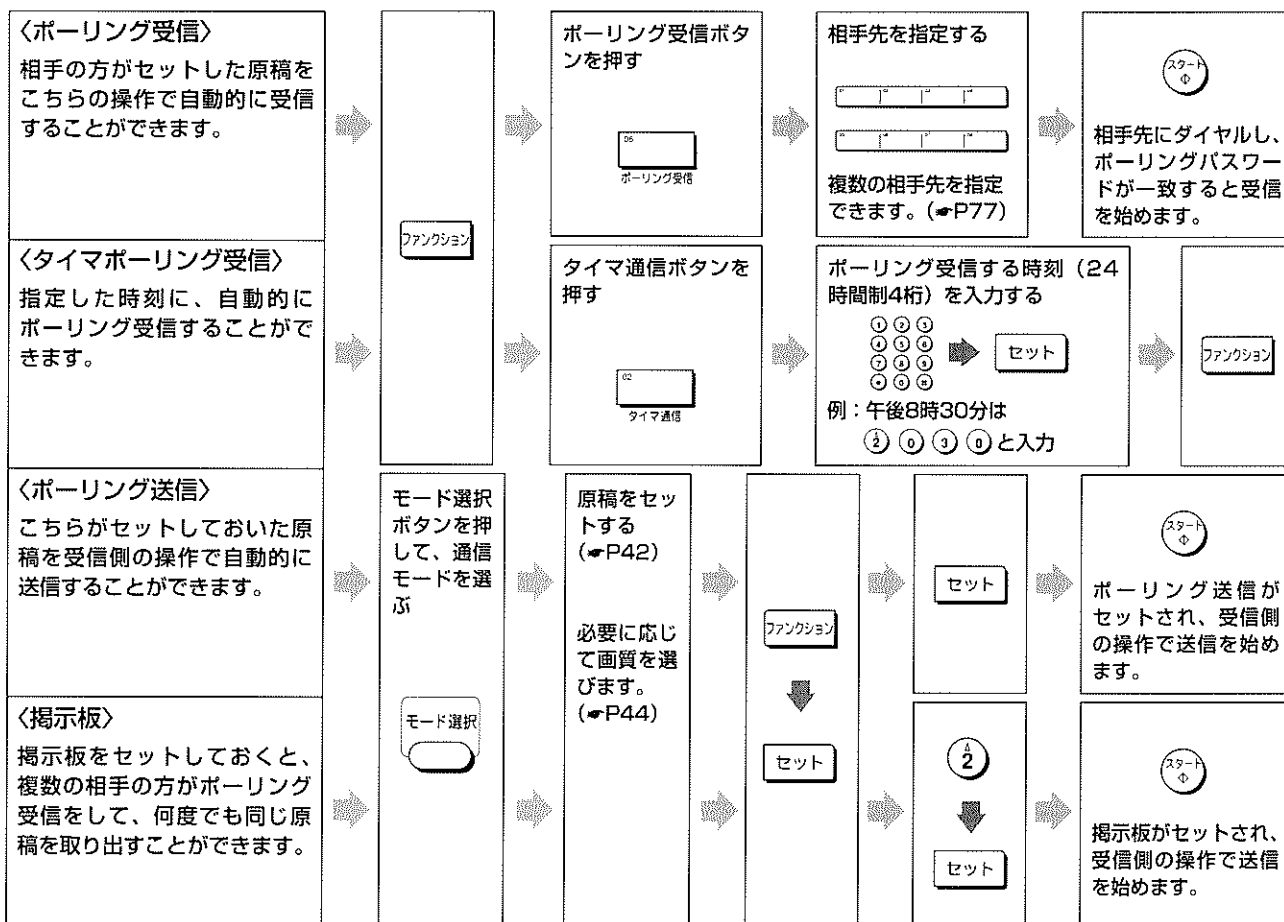 〈ポーリング受信〉
相手の方がセットした原稿を
こちらの操作で自動的に受信
することができます。
ファンクション
ポーリング受信ボタ
ンを押す
05
ポーリング受信
相手先を指定する
複数の相手先を指定
できます。(☛P77)
スタート
相手先にダイヤルし、
ポーリングパスワー
ドが一致すると受信
を始めます。
〈タイマポーリング受信〉
指定した時刻に、自動的に
ポーリング受信することがで
きます。
タイマ通信ボタンを
押す
02
タイマ通信
ポーリング受信する時刻（24
時間制4桁）を入力する
1 2 3
4 5 6
7 8 9
* 0 #
セット
例：午後8時30分は
2 0 3 0 と入力
ファンクション
〈ポーリング送信〉
こちらがセットしておいた原
稿を受信側の操作で自動的に
送信することができます。
モード選択
ボタンを押
して、通信
モードを選
ぶ
モード選択
原稿をセッ
トする
(☛P42)
必要に応じ
て画質を選
びます。
(☛P44)
ファンクション
セット
セット
スタート
ポーリング送信が
セットされ、受信側
の操作で送信を始め
ます。
〈掲示板〉
掲示板をセットしておくと、
複数の相手の方がポーリング
受信をして、何度でも同じ原
稿を取り出すことができます。
2
セット
スタート
掲示板がセットされ、
受信側の操作で送信
を始めます。